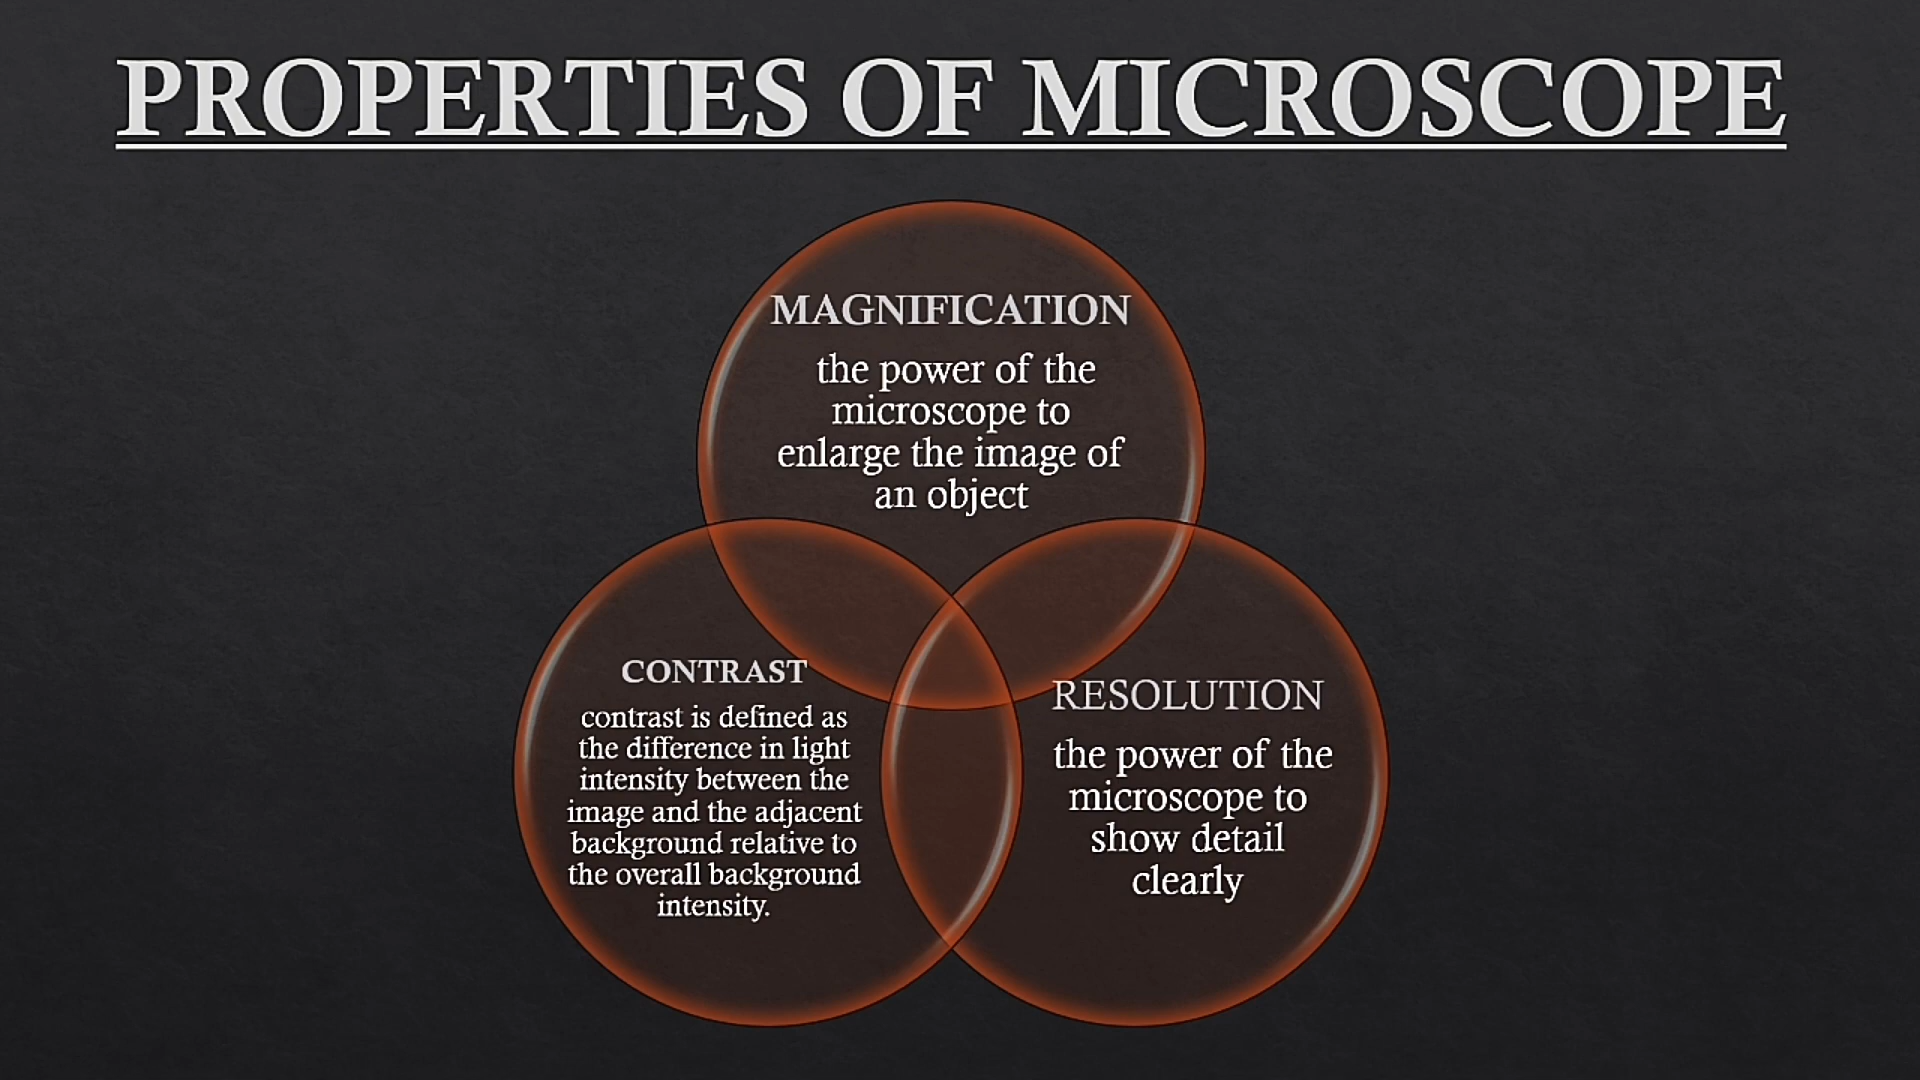 PROPERTIES OF MICROSCOPE
MAGNIFICATION
the power of the
microscope to
enlarge the image of
an object
CONTRAST
contrast is defined as
the difference in light
intensity between the
image and the adjacent
background relative to
the overall background
intensity.
RESOLUTION
the power of the
microscope to
show detail
clearly